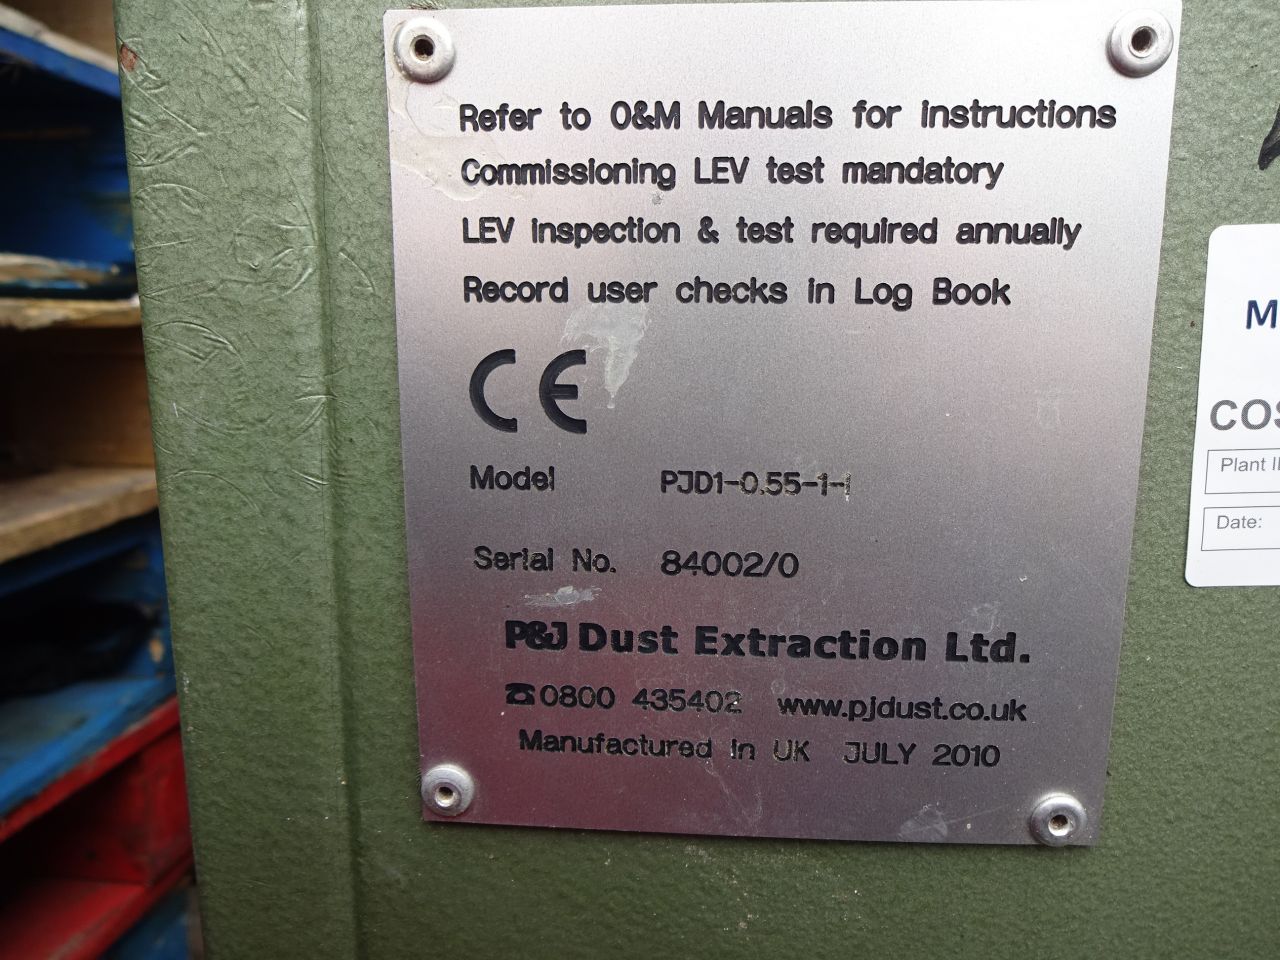 Refer to O&M Manuals for instructions
Commissioning LEV test mandatory
LEV inspection & test required annually
Record user checks in Log Book
CE
Model PJD1-0.55-1-I
Serial No. 84002/0
P&J Dust Extraction Ltd.
☎0800 435402 www.pjdust.co.uk
Manufactured in UK JULY 2010
Date:
Plant